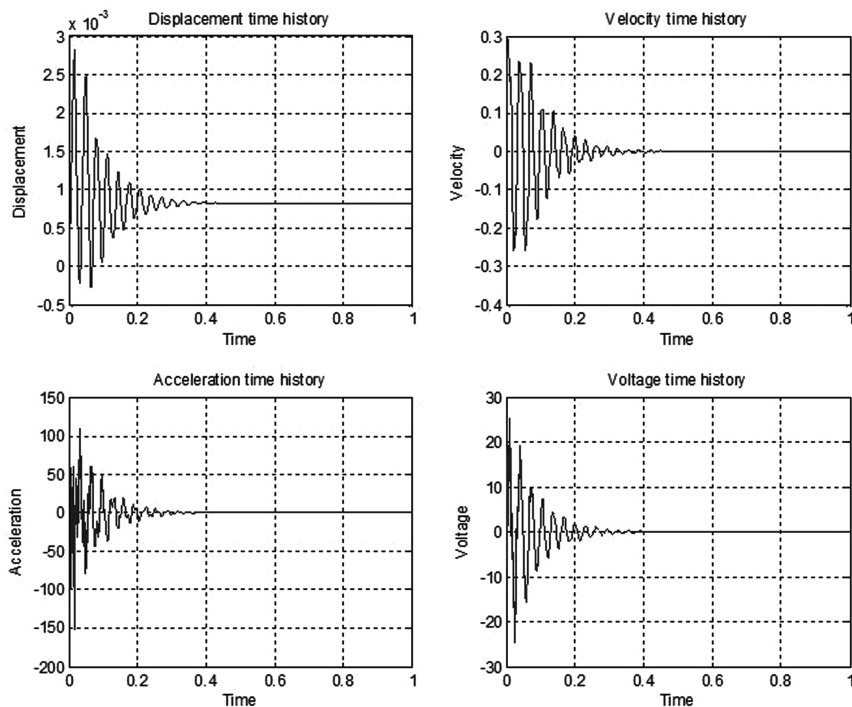 Displacement time history
x 10-3
3
2.5
2
1.5
1
0.5
0
-0.5
Displacement
0 0.2 0.4 0.6 0.8 1
Time
Velocity time history
0.3
0.2
0.1
0
-0.1
-0.2
-0.3
-0.4
Velocity
0 0.2 0.4 0.6 0.8 1
Time
Acceleration time history
150
100
50
0
-50
-100
-150
-200
Acceleration
0 0.2 0.4 0.6 0.8 1
Time
Voltage time history
30
20
10
0
-10
-20
-30
Voltage
0 0.2 0.4 0.6 0.8 1
Time